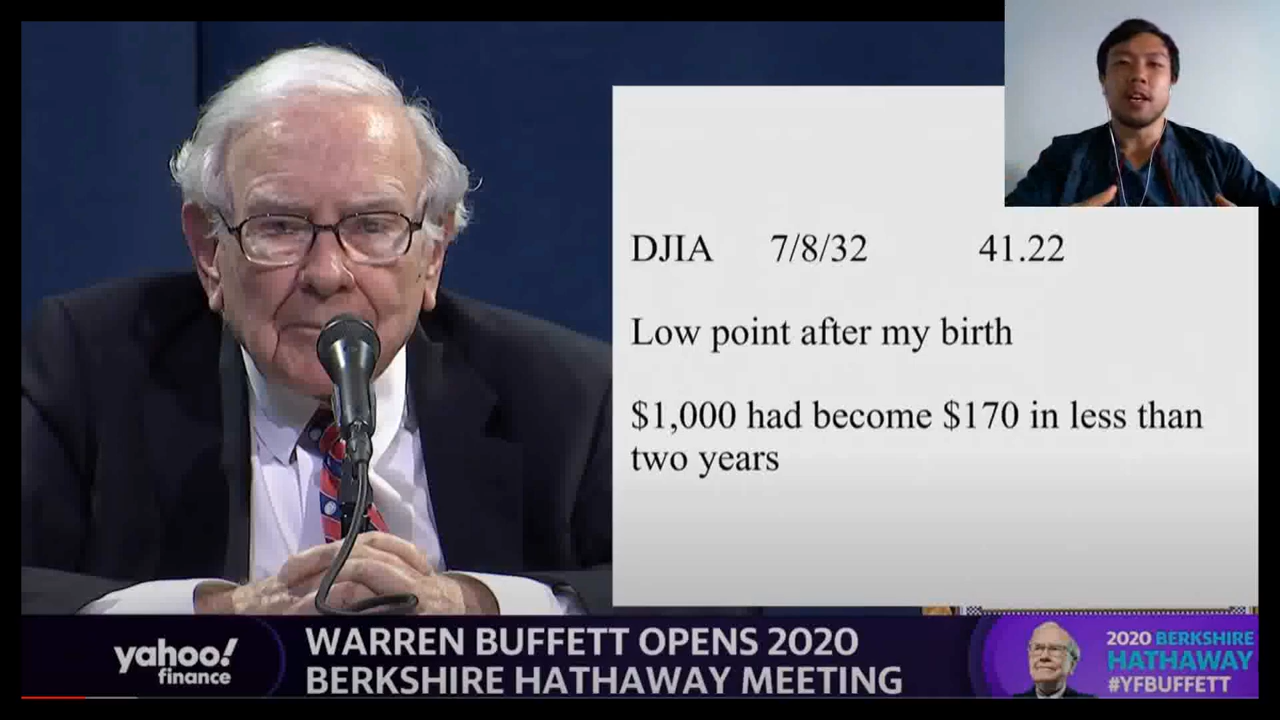 DJIA 7/8/32 41.22
Low point after my birth
$1,000 had become $170 in less than
two years
yahoo!
finance
WARREN BUFFETT OPENS 2020
BERKSHIRE HATHAWAY MEETING
2020 BERKSHIRE
HATHAWAY
#YFBUFFETT